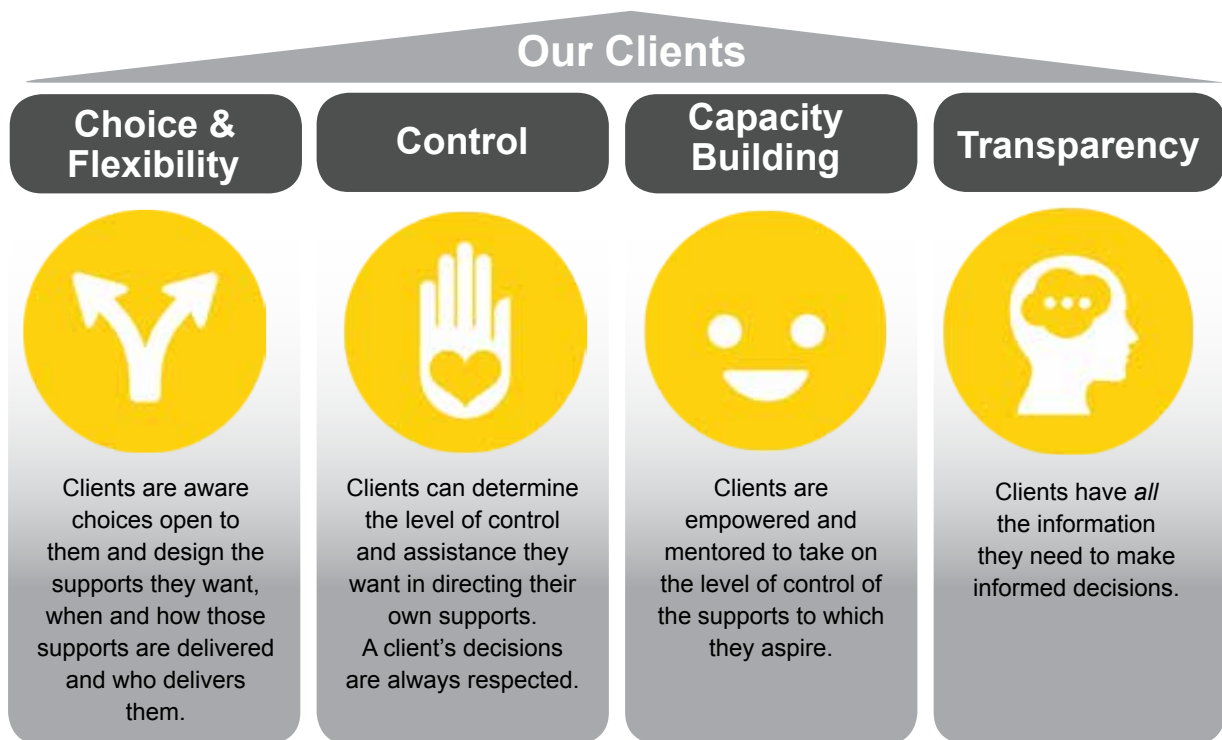 Our Clients
Choice &
Flexibility
Clients are aware
choices open to
them and design the
supports they want,
when and how those
supports are delivered
and who delivers
them.
Control
Clients can determine
the level of control
and assistance they
want in directing their
own supports.
A client’s decisions
are always respected.
Capacity
Building
Clients are
empowered and
mentored to take on
the level of control of
the supports to which
they aspire.
Transparency
Clients have all
the information
they need to make
informed decisions.